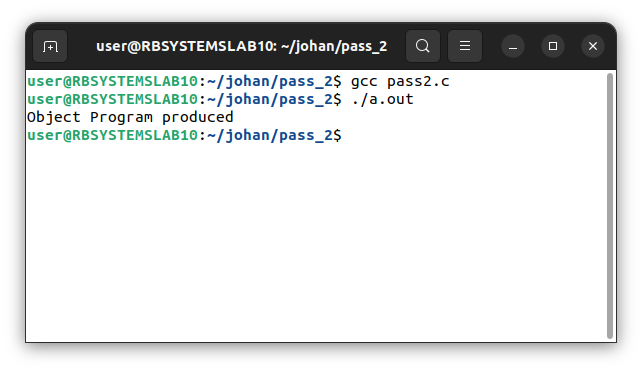 user@RBSYSTEMSLAB10: ~/johan/pass_2
user@RBSYSTEMSLAB10:~/johan/pass_2$ gcc pass2.c
user@RBSYSTEMSLAB10:~/johan/pass_2$ ./a.out
Object Program produced
user@RBSYSTEMSLAB10:~/johan/pass_2$